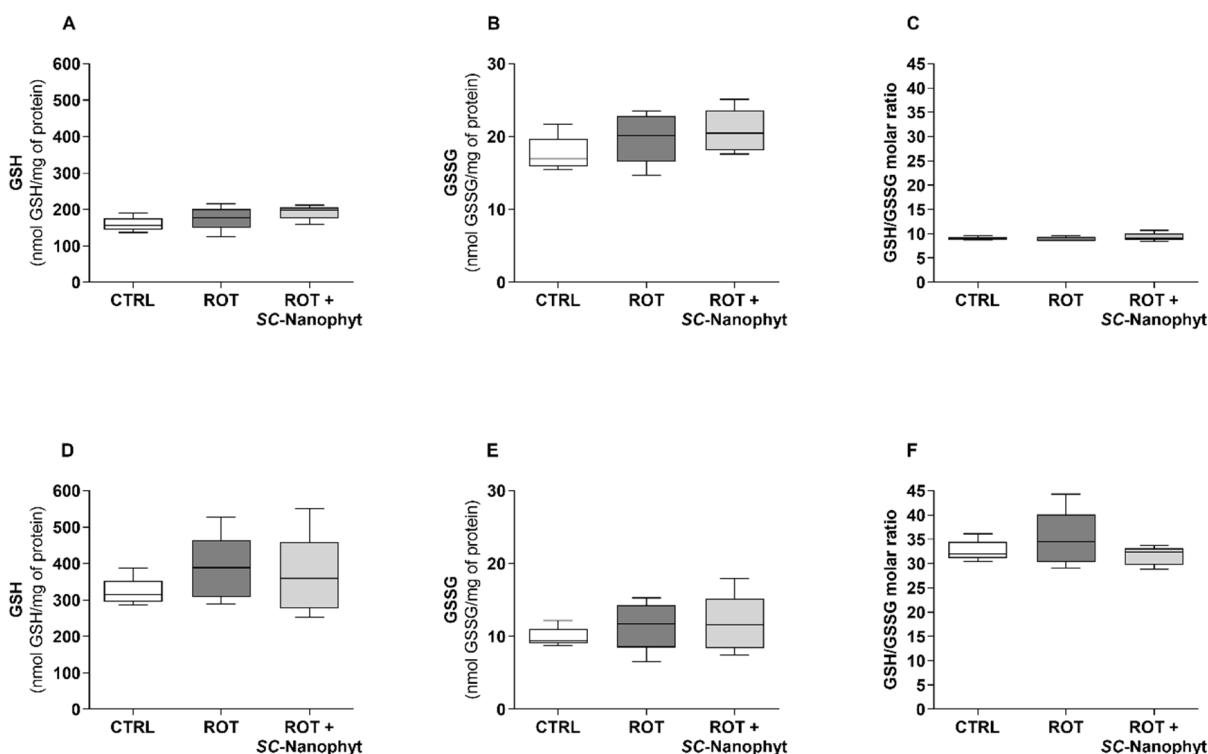 A
GSH
(nmol GSH/mg of protein)
600
500
400
300
200
100
0
CTRL
ROT
ROT +
SC-Nanophyt
B
GSSG
(nmol GSSG/mg of protein)
30
20
10
0
CTRL
ROT
ROT +
SC-Nanophyt
C
GSH/GSSG molar ratio
45
40
35
30
25
20
15
10
5
0
CTRL
ROT
ROT +
SC-Nanophyt
D
GSH
(nmol GSH/mg of protein)
600
500
400
300
200
100
0
CTRL
ROT
ROT +
SC-Nanophyt
E
GSSG
(nmol GSSG/mg of protein)
30
20
10
0
CTRL
ROT
ROT +
SC-Nanophyt
F
GSH/GSSG molar ratio
45
40
35
30
25
20
15
10
5
0
CTRL
ROT
ROT +
SC-Nanophyt